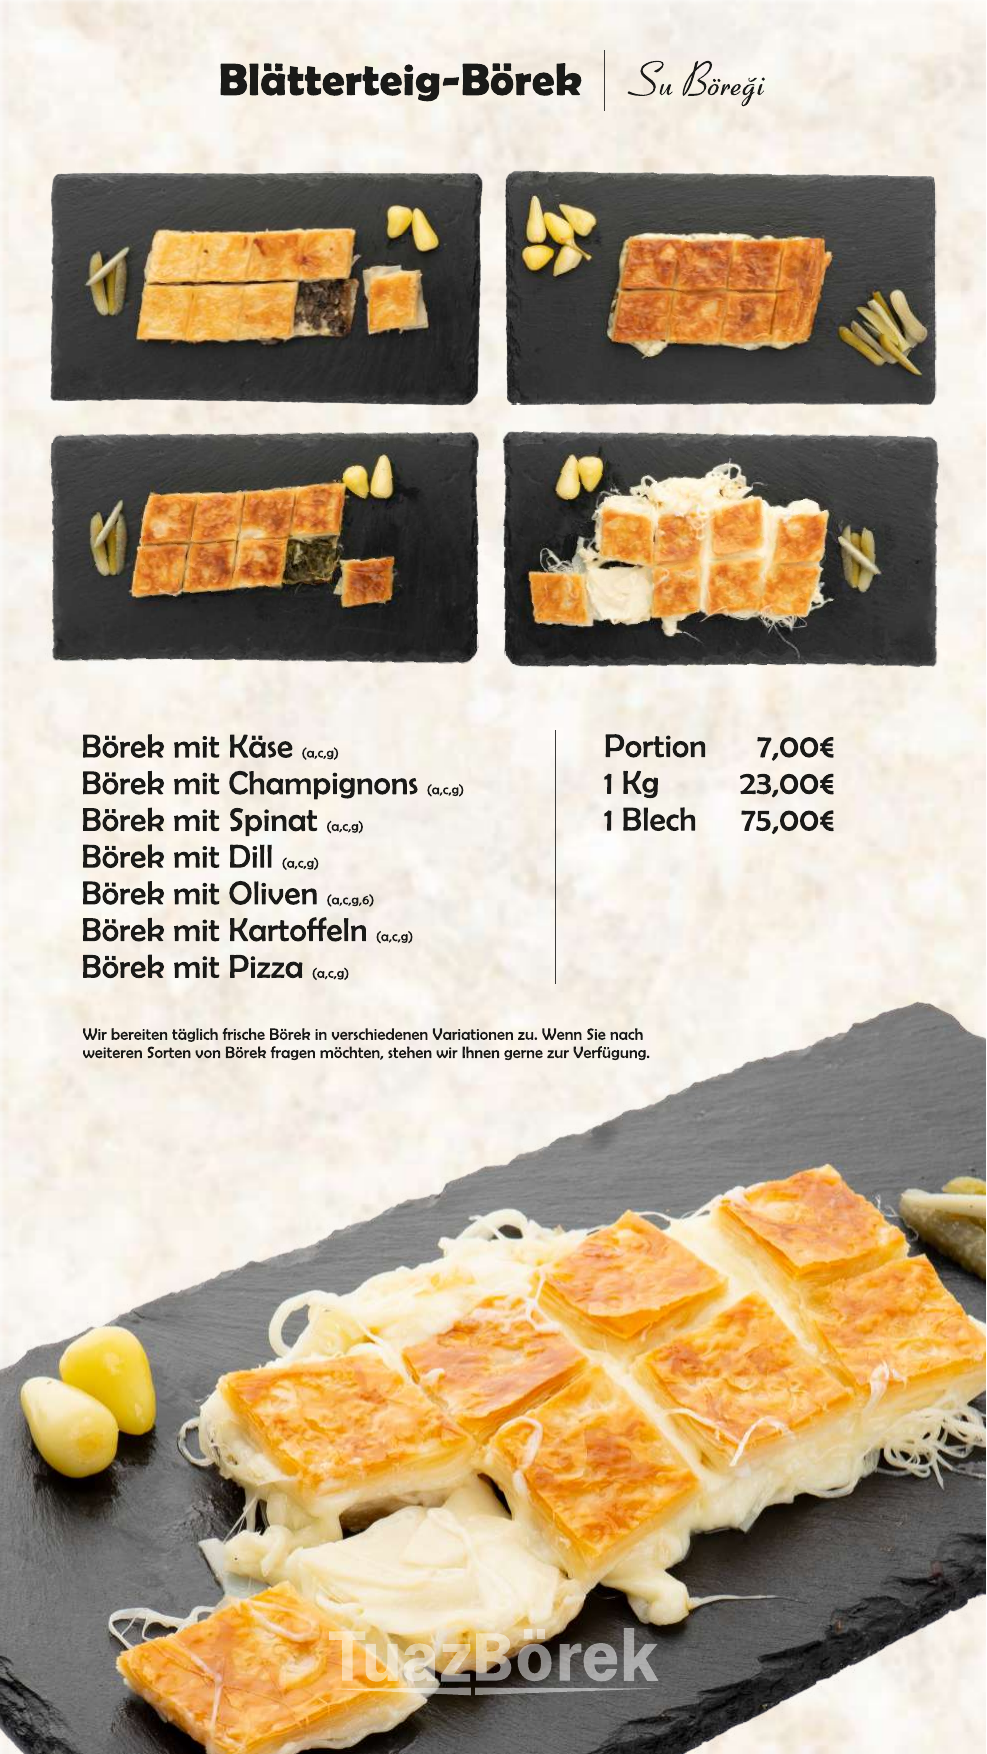 Blätterteig-Börek
Su Böreği
Börek mit Käse (a,c,g)
Börek mit Champignons (a,c,g)
Börek mit Spinat (a,c,g)
Börek mit Dill (a,c,g)
Börek mit Oliven (a,c,g,6)
Börek mit Kartoffeln (a,c,g)
Börek mit Pizza (a,c,g)
Portion 7,00€
1 Kg 23,00€
1 Blech 75,00€
Wir bereiten täglich frische Börek in verschiedenen Variationen zu. Wenn Sie nach
weiteren Sorten von Börek fragen möchten, stehen wir Ihnen gerne zur Verfügung.
TuazBörek